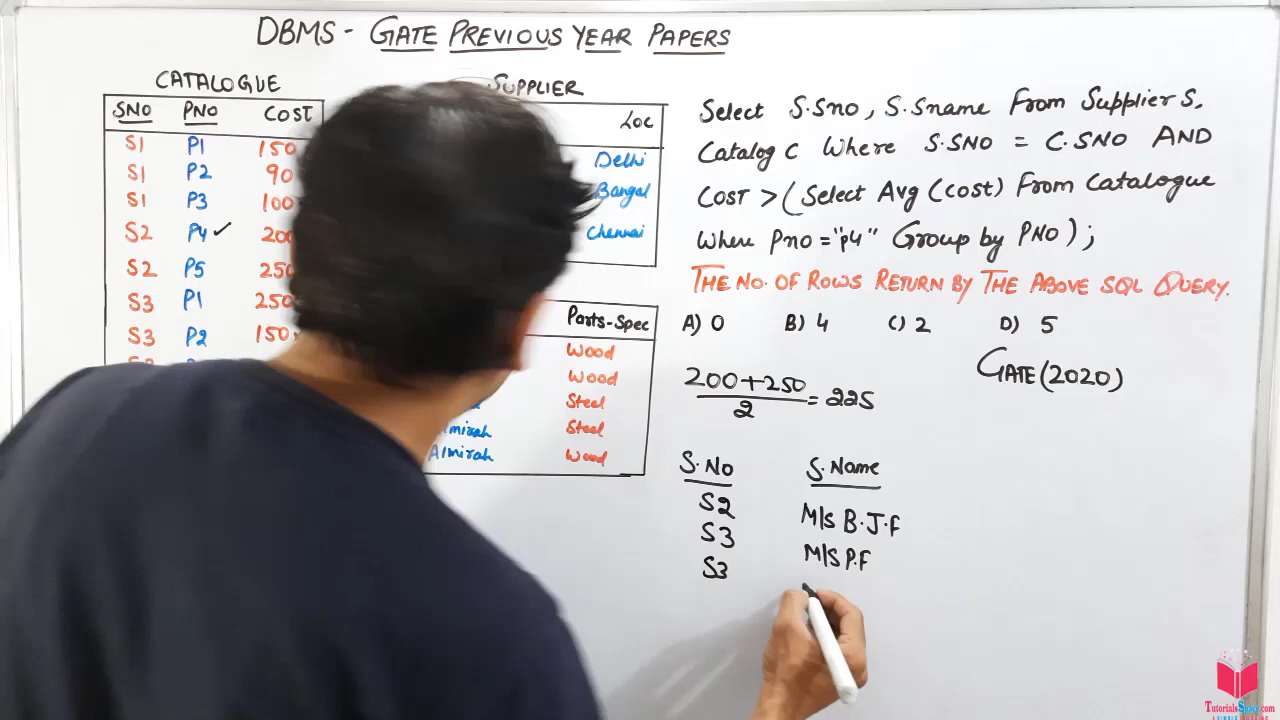 DBMS - GATE PREVIOUS YEAR PAPERS
CATALOGUE
SNO PNO COST
S1 P1 150
S1 P2 90
S1 P3 100
S2 P4 ✓ 200
S2 P5 250
S3 P1 250
S3 P2 150
SUPPLIER
Loc
Delhi
Bangal
Chennai
Parts-Spec
Wood
Wood
Steel
Steel
Almirah Wood
Select S.Sno, S.Sname From Supplier S,
Catalog C Where S.SNO = C.SNO AND
COST > (Select Avg (cost) From Catalogue
Where Pno = "p4" Group by PNO) ;
THE NO. OF ROWS RETURN BY THE ABOVE SQL QUERY.
A) 0 B) 4 C) 2 D) 5
GATE (2020)
200+250
2
= 225
S.No S.Name
S2 M/S B.J.F
S3 M/S P.F
S3
TutorialsSpace.com